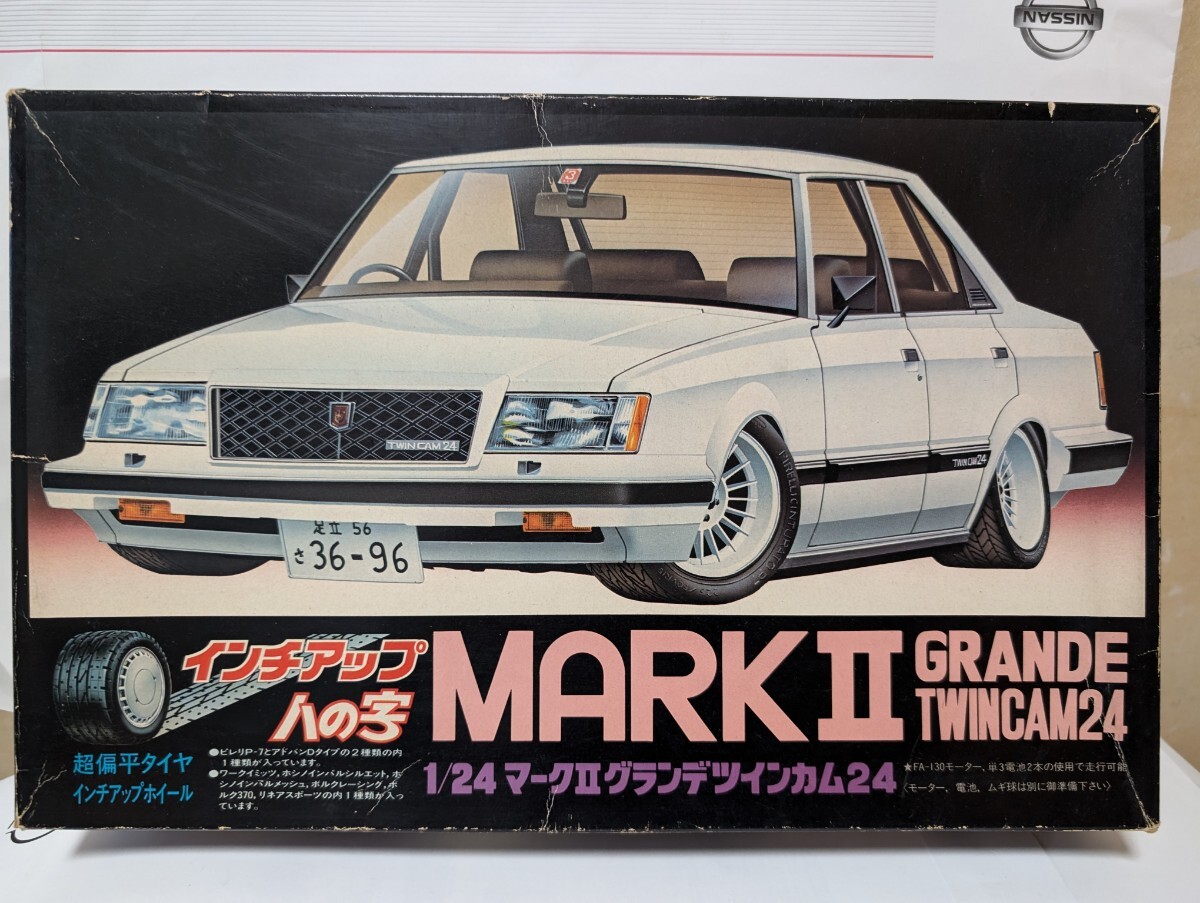 NISSAN
3
TWINCAM 24
TWINCAM24
PIRELLI CINTURATO P7
足立 56
さ 36-96
インチアップ
ハの字
MARKII
GRANDE
TWINCAM24
超偏平タイヤ
インチアップホイール
●ピレリP-7とアドバンDタイプの2種類の内
1種類が入っています。
●ワークイミッツ, ホシノインパルシルエット, ホ
シノインパルメッシュ, ボルクレーシング, ボ
ルク370, リネアスポーツの内1種類が入っ
ています。
1/24 マークIIグランデツインカム24
★FA-130モーター、単3電池2本の使用で走行可能
〈モーター、電池、ムギ球は別に御準備下さい〉